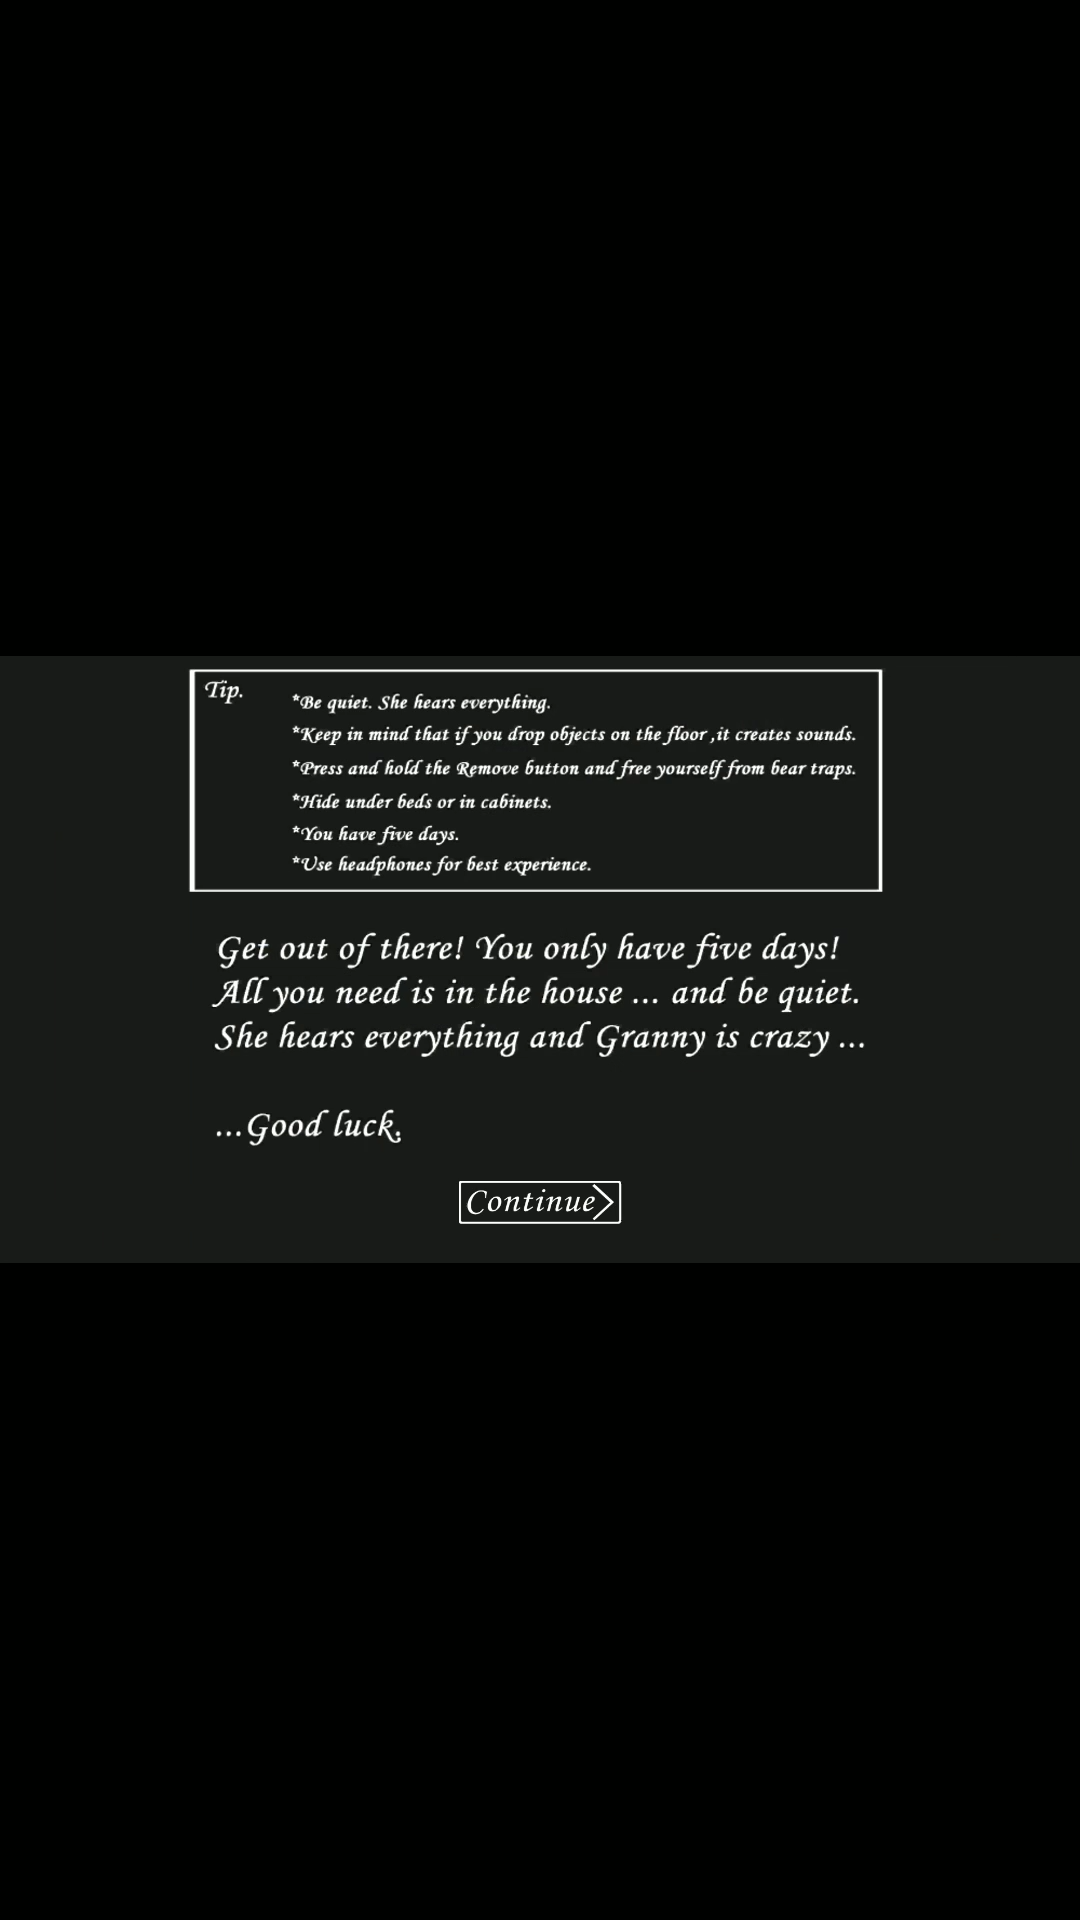 Tip.
*Be quiet. She hears everything.
*Keep in mind that if you drop objects on the floor ,it creates sounds.
*Press and hold the Remove button and free yourself from bear traps.
*Hide under beds or in cabinets.
*You have five days.
*Use headphones for best experience.
Get out of there! You only have five days!
All you need is in the house ... and be quiet.
She hears everything and Granny is crazy ...
...Good luck.
Continue>